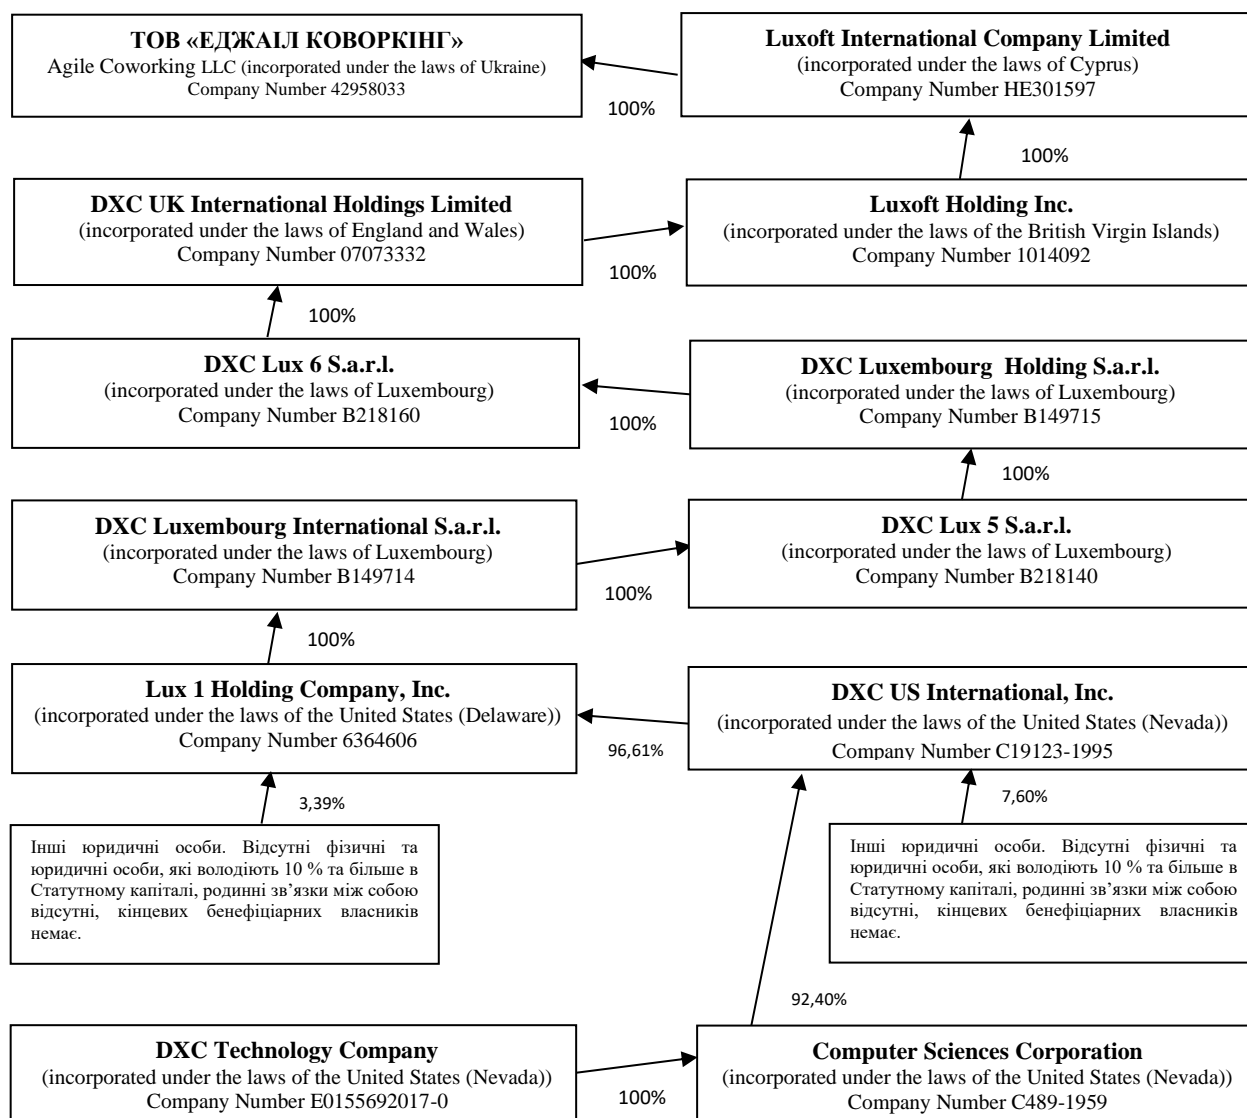 ТОВ «ЕДЖАІЛ КОВОРКІНГ»
Agile Coworking LLC (incorporated under the laws of Ukraine)
Company Number 42958033
Luxoft International Company Limited
(incorporated under the laws of Cyprus)
Company Number HE301597
100%
100%
DXC UK International Holdings Limited
(incorporated under the laws of England and Wales)
Company Number 07073332
Luxoft Holding Inc.
(incorporated under the laws of the British Virgin Islands)
Company Number 1014092
100%
100%
DXC Lux 6 S.a.r.l.
(incorporated under the laws of Luxembourg)
Company Number B218160
DXC Luxembourg Holding S.a.r.l.
(incorporated under the laws of Luxembourg)
Company Number B149715
100%
100%
DXC Luxembourg International S.a.r.l.
(incorporated under the laws of Luxembourg)
Company Number B149714
DXC Lux 5 S.a.r.l.
(incorporated under the laws of Luxembourg)
Company Number B218140
100%
100%
Lux 1 Holding Company, Inc.
(incorporated under the laws of the United States (Delaware))
Company Number 6364606
DXC US International, Inc.
(incorporated under the laws of the United States (Nevada))
Company Number C19123-1995
96,61%
3,39%
7,60%
Інші юридичні особи. Відсутні фізичні та
юридичні особи, які володіють 10 % та більше в
Статутному капіталі, родинні зв’язки між собою
відсутні, кінцевих бенефіціарних власників
немає.
Інші юридичні особи. Відсутні фізичні та
юридичні особи, які володіють 10 % та більше в
Статутному капіталі, родинні зв’язки між собою
відсутні, кінцевих бенефіціарних власників
немає.
92,40%
DXC Technology Company
(incorporated under the laws of the United States (Nevada))
Company Number E0155692017-0
Computer Sciences Corporation
(incorporated under the laws of the United States (Nevada))
Company Number C489-1959
100%